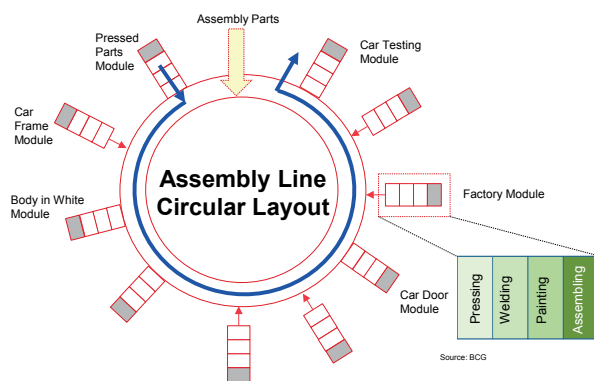 Assembly Parts
Pressed
Parts
Module
Car Testing
Module
Car
Frame
Module
Assembly Line
Circular Layout
Factory Module
Body in White
Module
Car Door
Module
Pressing
Welding
Painting
Assembling
Source: BCG